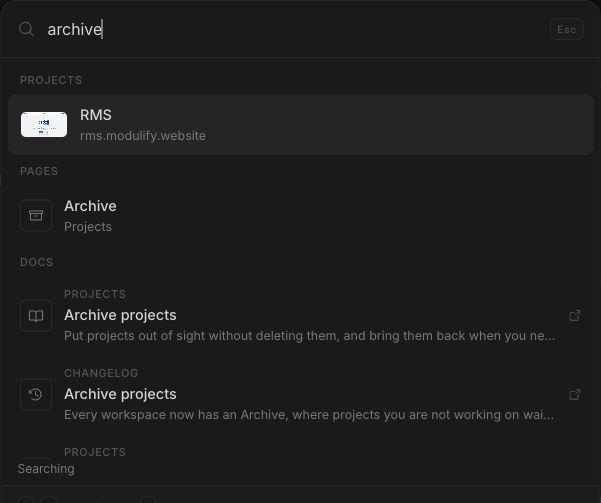 archive
Esc
PROJECTS
RMS
rms.modulify.website
PAGES
Archive
Projects
DOCS
PROJECTS
Archive projects
Put projects out of sight without deleting them, and bring them back when you ne...
CHANGELOG
Archive projects
Every workspace now has an Archive, where projects you are not working on wai...
PROJECTS
Searching